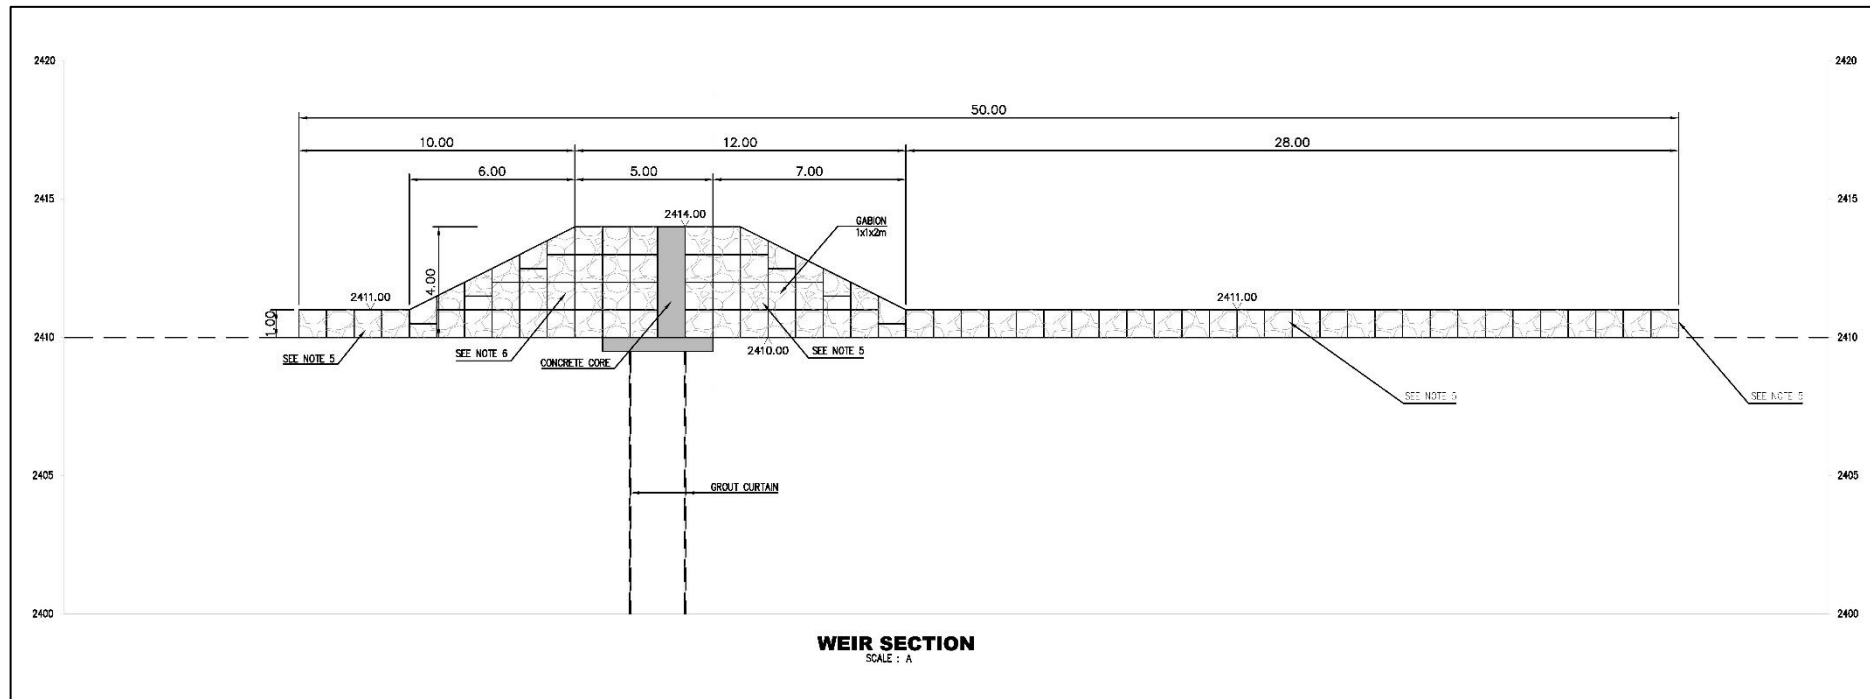 2420
2420
50.00
10.00
12.00
28.00
6.00
5.00
7.00
2415
2415
2414.00
GABION
1x1x2m
4.00
2411.00
2411.00
1.00
2410
2410
2410.00
SEE NOTE 5
SEE NOTE 6
CONCRETE CORE
SEE NOTE 5
SEE NOTE 5
SEE NOTE 5
2405
2405
GROUT CURTAIN
2400
2400
WEIR SECTION
SCALE : A